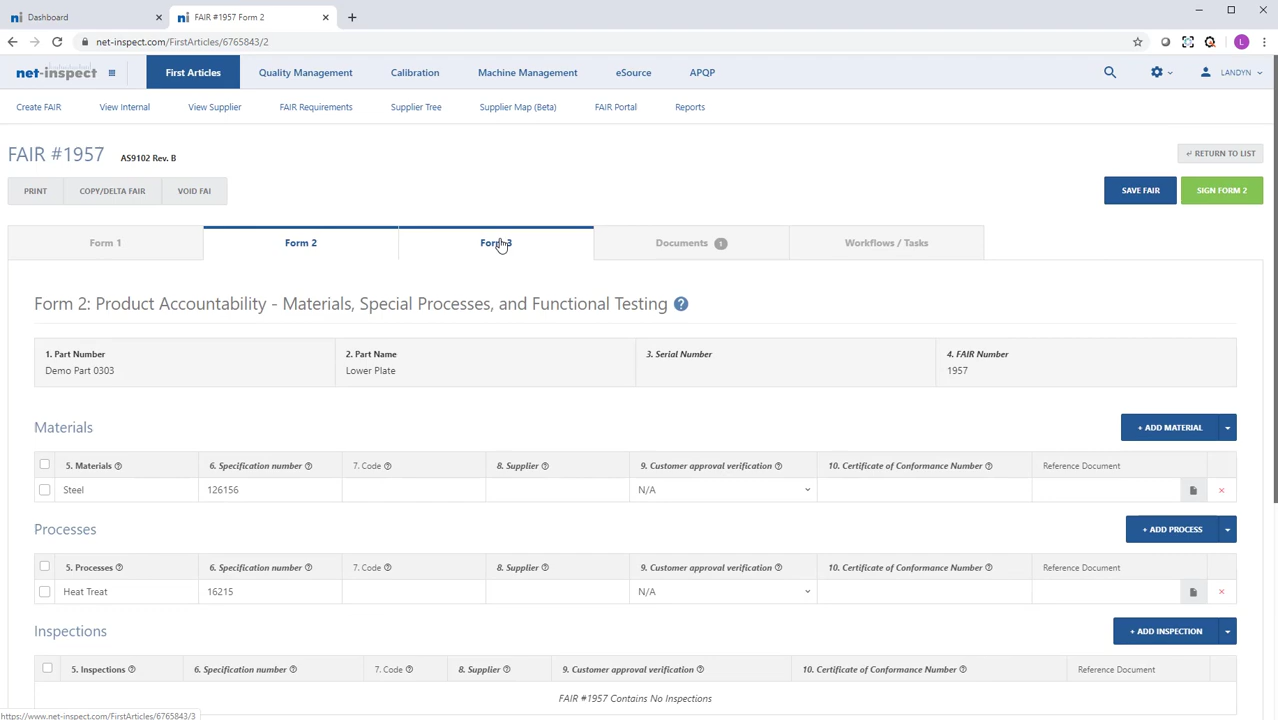 Dashboard
FAIR #1957 Form 2
net-inspect.com/FirstArticles/6765843/2
net-inspect
First Articles
Quality Management
Calibration
Machine Management
eSource
APQP
LANDYN
Create FAIR
View Internal
View Supplier
FAIR Requirements
Supplier Tree
Supplier Map (Beta)
FAIR Portal
Reports
FAIR #1957 AS9102 Rev. B
RETURN TO LIST
PRINT
COPY/DELTA FAIR
VOID FAI
SAVE FAIR
SIGN FORM 2
Form 1
Form 2
Form 3
Documents 1
Workflows / Tasks
Form 2: Product Accountability - Materials, Special Processes, and Functional Testing ?
1. Part Number
Demo Part 0303
2. Part Name
Lower Plate
3. Serial Number
4. FAIR Number
1957
Materials
+ ADD MATERIAL
5. Materials ? 6. Specification number ? 7. Code ? 8. Supplier ? 9. Customer approval verification ? 10. Certificate of Conformance Number ? Reference Document
Steel 126156 N/A
Processes
+ ADD PROCESS
5. Processes ? 6. Specification number ? 7. Code ? 8. Supplier ? 9. Customer approval verification ? 10. Certificate of Conformance Number ? Reference Document
Heat Treat 16215 N/A
Inspections
+ ADD INSPECTION
5. Inspections ? 6. Specification number ? 7. Code ? 8. Supplier ? 9. Customer approval verification ? 10. Certificate of Conformance Number ? Reference Document
FAIR #1957 Contains No Inspections
https://www.net-inspect.com/FirstArticles/6765843/3